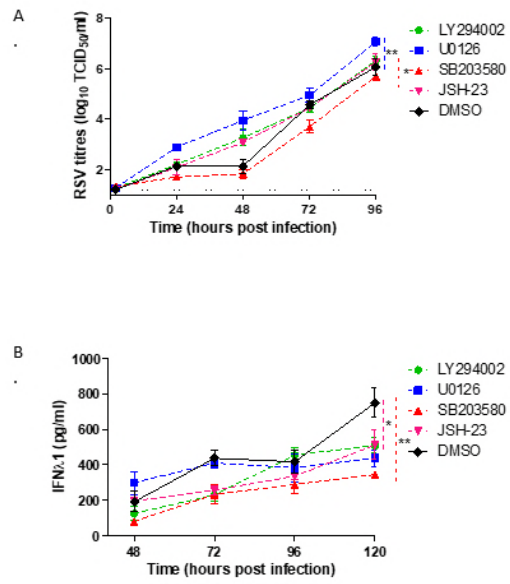 A
.
RSV titres (log10 TCID50/ml)
8
6
4
2
0 24 48 72 96
Time (hours post infection)
LY294002
U0126
SB203580
JSH-23
DMSO
**
*
B
.
IFNλ.1 (pg/ml)
1000
800
600
400
200
0
48 72 96 120
Time (hours post infection)
LY294002
U0126
SB203580
JSH-23
DMSO
*
**